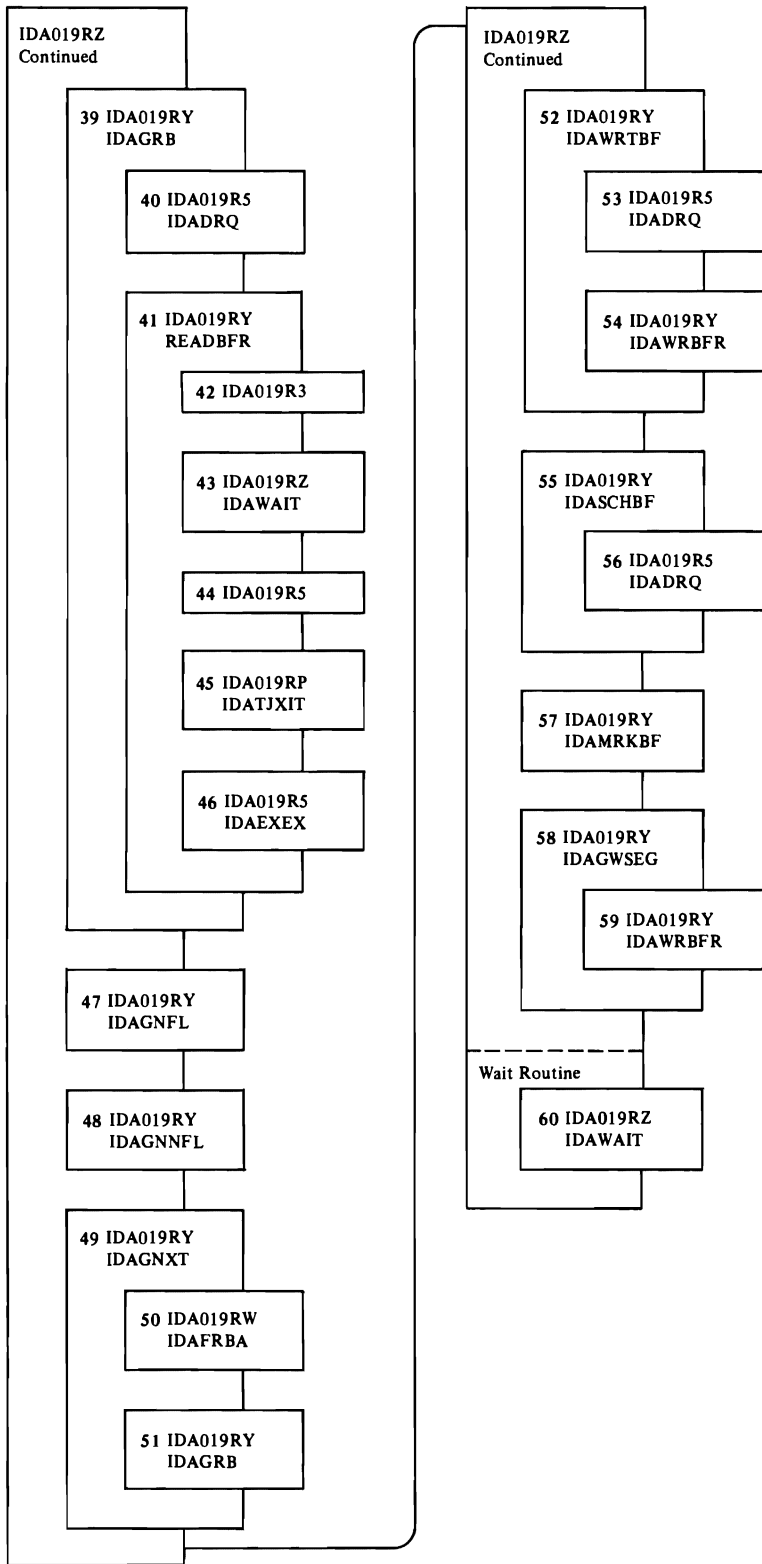 IDA019RZ
Continued
39 IDA019RY
IDAGRB
40 IDA019R5
IDADRQ
41 IDA019RY
READBFR
42 IDA019R3
43 IDA019RZ
IDAWAIT
44 IDA019R5
45 IDA019RP
IDATJXIT
46 IDA019R5
IDAEXEX
47 IDA019RY
IDAGNFL
48 IDA019RY
IDAGNNFL
49 IDA019RY
IDAGNXT
50 IDA019RW
IDAFRBA
51 IDA019RY
IDAGRB
IDA019RZ
Continued
52 IDA019RY
IDAWRTBF
53 IDA019R5
IDADRQ
54 IDA019RY
IDAWRBFR
55 IDA019RY
IDASCHBF
56 IDA019R5
IDADRQ
57 IDA019RY
IDAMRKBF
58 IDA019RY
IDAGWSEG
59 IDA019RY
IDAWRBFR
Wait Routine
60 IDA019RZ
IDAWAIT